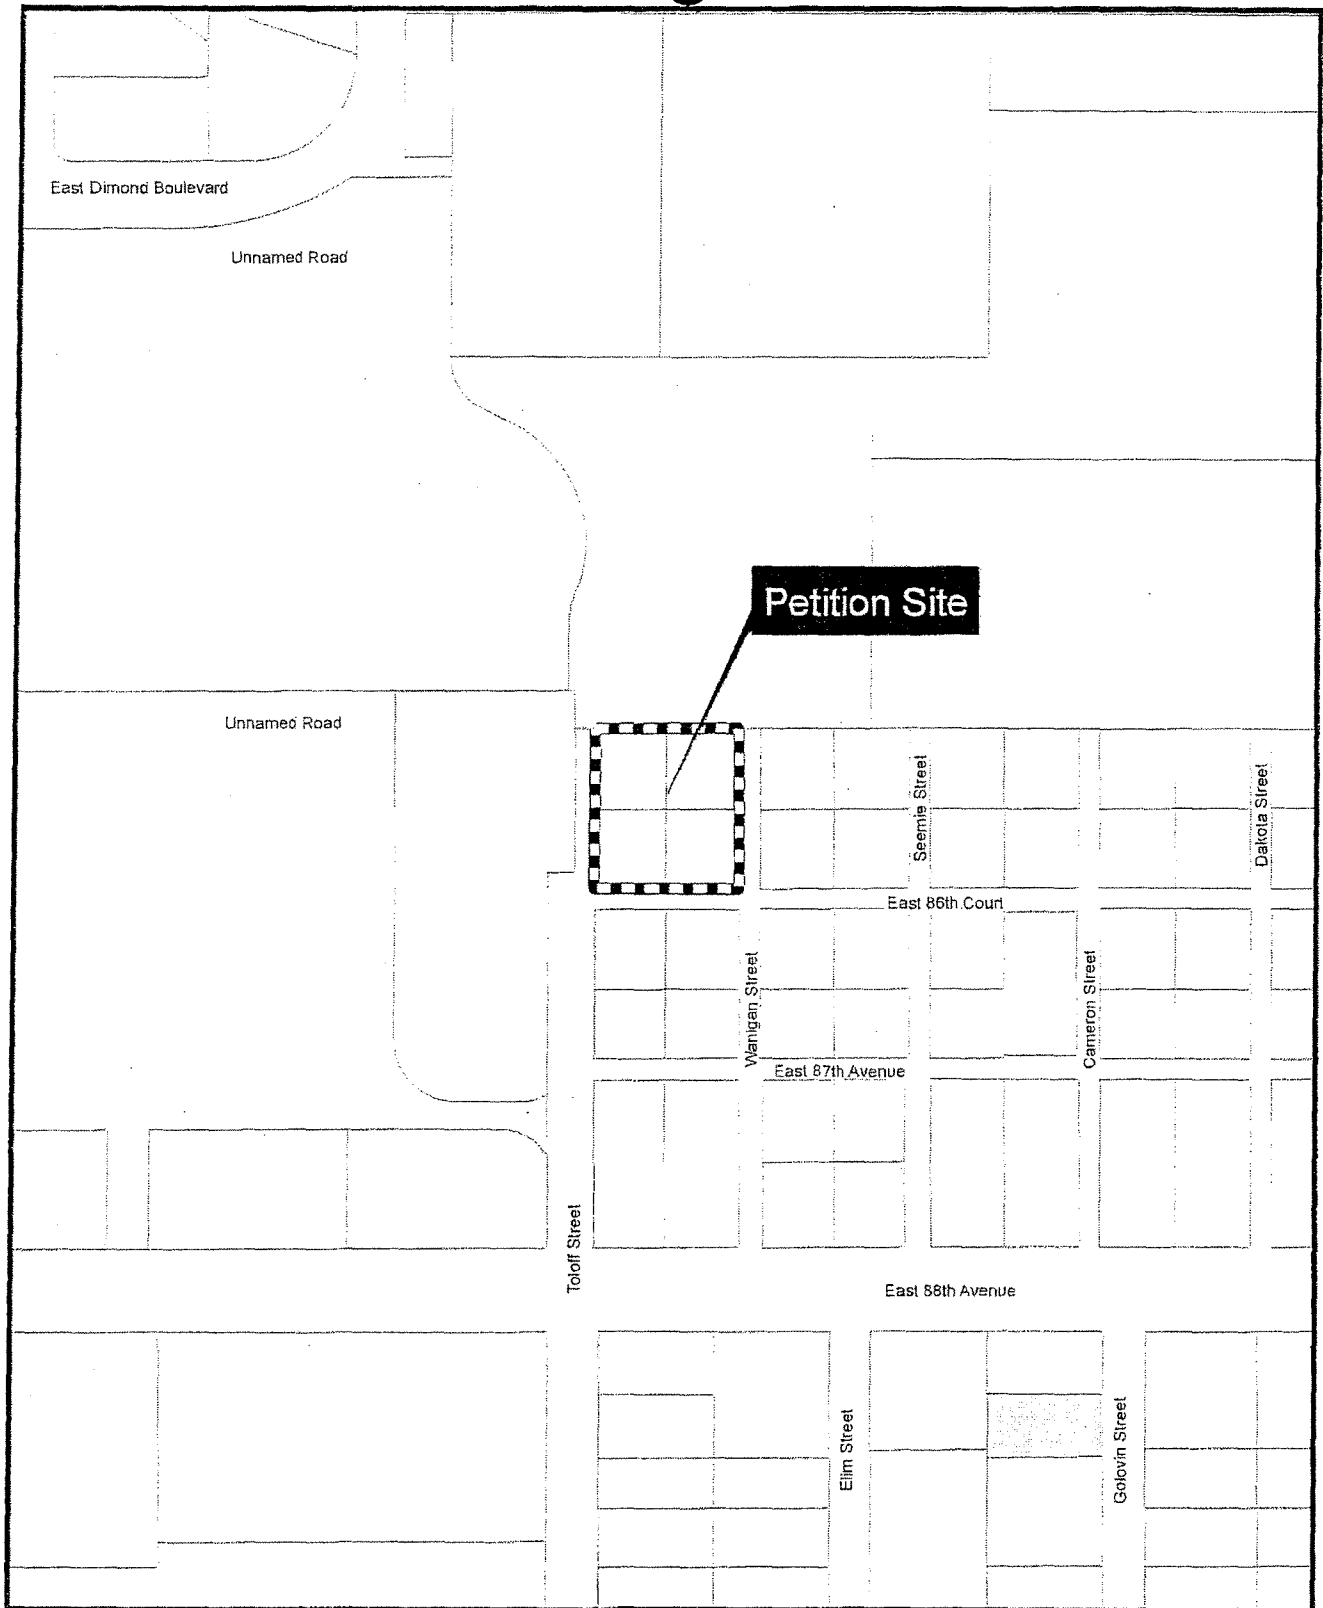 East Dimond Boulevard
Unnamed Road
Petition Site
Unnamed Road
Seemie Street
Dakota Street
East 86th Court
Wanigan Street
Cameron Street
East 87th Avenue
Toloff Street
East 88th Avenue
Elim Street
Golovin Street